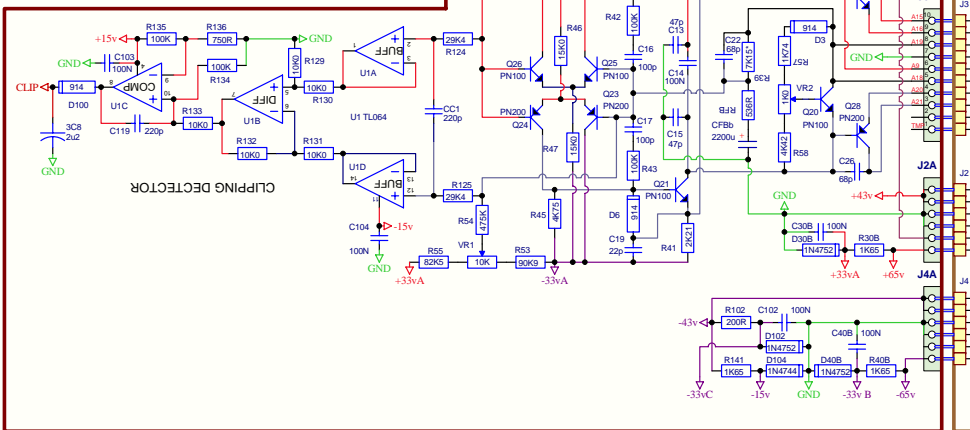 R135
100K
R136
750R
+15v
GND
C103
100N
GND
R134
100K
R129
10K0
R130
10K0
BUFF
U1A
29K4
R124
CLIP
914
D100
COMP
U1C
C119
220p
R133
10K0
DIFF
U1B
U1 TL064
CC1
220p
3C8
2u2
GND
R132
10K0
R131
10K0
CLIPPING DECTECTOR
U1D
BUFF
R125
29K4
C104
100N
-15v
GND
R54
475K
VR1
10K
R55
82K5
+33vA
R53
90K9
-33vA
R46
15K0
Q26
PN100
Q25
PN100
PN200
Q24
Q23
PN200
R47
15K0
R45
4K75
R42
100K
C16
100p
C17
100p
R43
100K
D6
914
C19
22p
47p
C13
C14
100N
C15
47p
Q21
PN100
R41
2K21
C22
68p
7K15*
R39
RFB
536R
CFBb
2200u
914
D3
1K74
R57
1K0
VR2
Q20
PN100
4K42
R58
Q28
PN200
C26
68p
GND
A15
A16
A19
A9
A18
A20
A21
TMF
J3
J2A
J2
+43v
GND
C30B
100N
D30B
1N4752
R30B
1K65
+33vA
+65v
J4A
J4
-43v
R102
200R
C102
100N
D102
1N4752
C40B
100N
R141
1K65
D104
1N4744
D40B
1N4752
R40B
1K65
-33vC
-15v
GND
-33v B
-65v